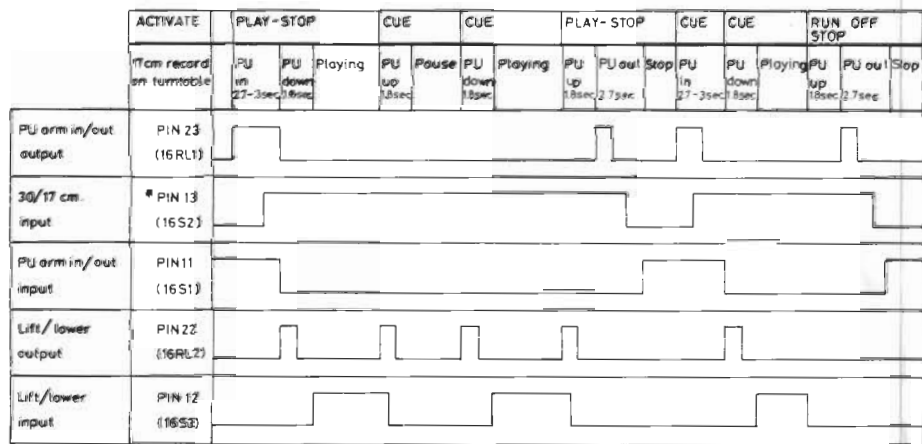 ACTIVATE PLAY-STOP CUE CUE PLAY-STOP CUE CUE RUN OFF
STOP
17cm record PU PU Playing PU Pause PU Playing PU PU out Stop PU PU Playing PU PU out Stop
on turntable in down up down up in down up
2.7-3sec 1.8sec 1.8sec 1.8sec 1.8sec 2.7sec 2.7-3sec 1.8sec 1.8sec 2.7sec
PU arm in/out PIN 23
output (16RL1)
30/17 cm. * PIN 13
input (16S2)
PU arm in/out PIN 11
input (16S1)
Lift/lower PIN 22
output (16RL2)
Lift/lower PIN 12
input (16S3)